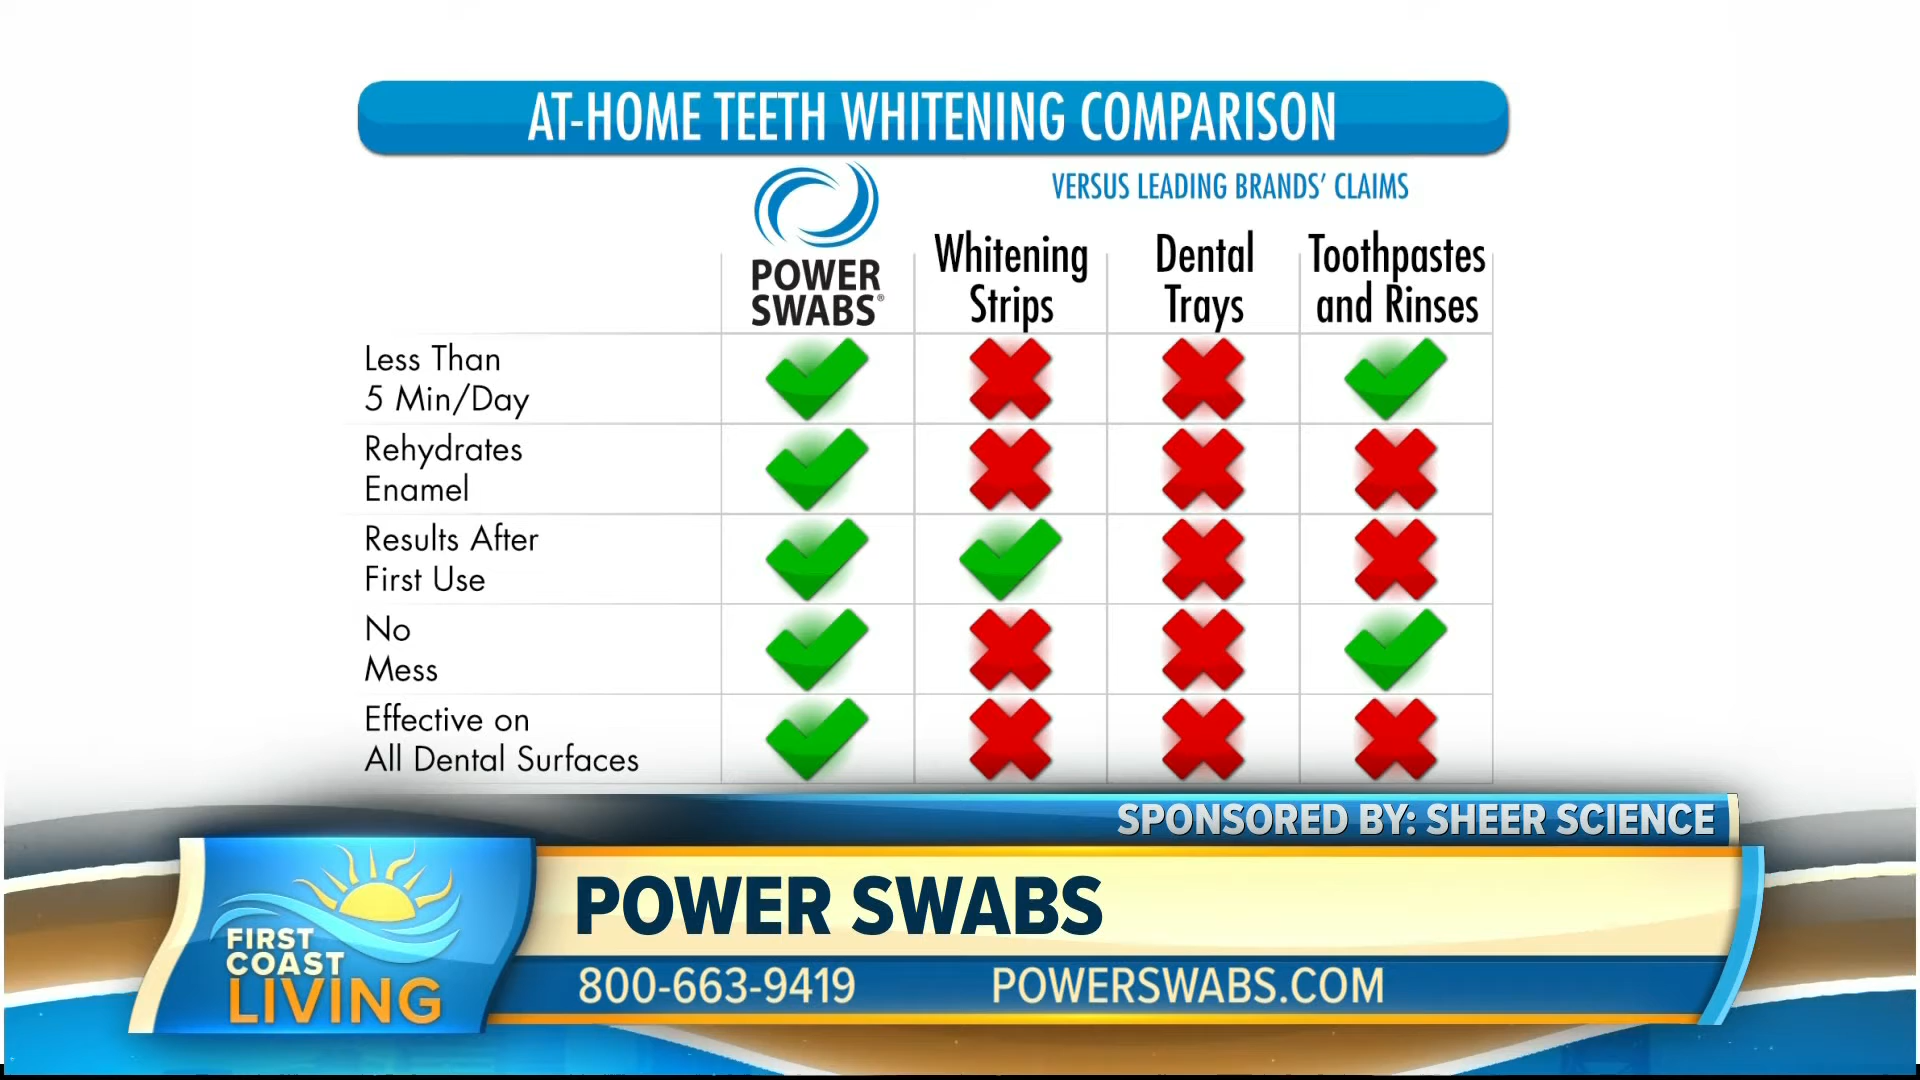 AT-HOME TEETH WHITENING COMPARISON
VERSUS LEADING BRANDS' CLAIMS
POWER
SWABS®
Whitening
Strips
Dental
Trays
Toothpastes
and Rinses
Less Than
5 Min/Day
Rehydrates
Enamel
Results After
First Use
No
Mess
Effective on
All Dental Surfaces
SPONSORED BY: SHEER SCIENCE
POWER SWABS
800-663-9419 POWERSWABS.COM
FIRST
COAST
LIVING